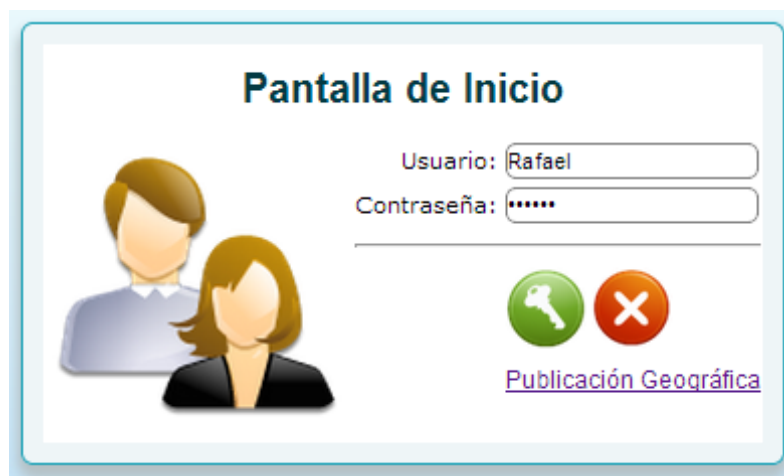 Pantalla de Inicio
Usuario: Rafael
Contraseña: ••••••
Publicación Geográfica